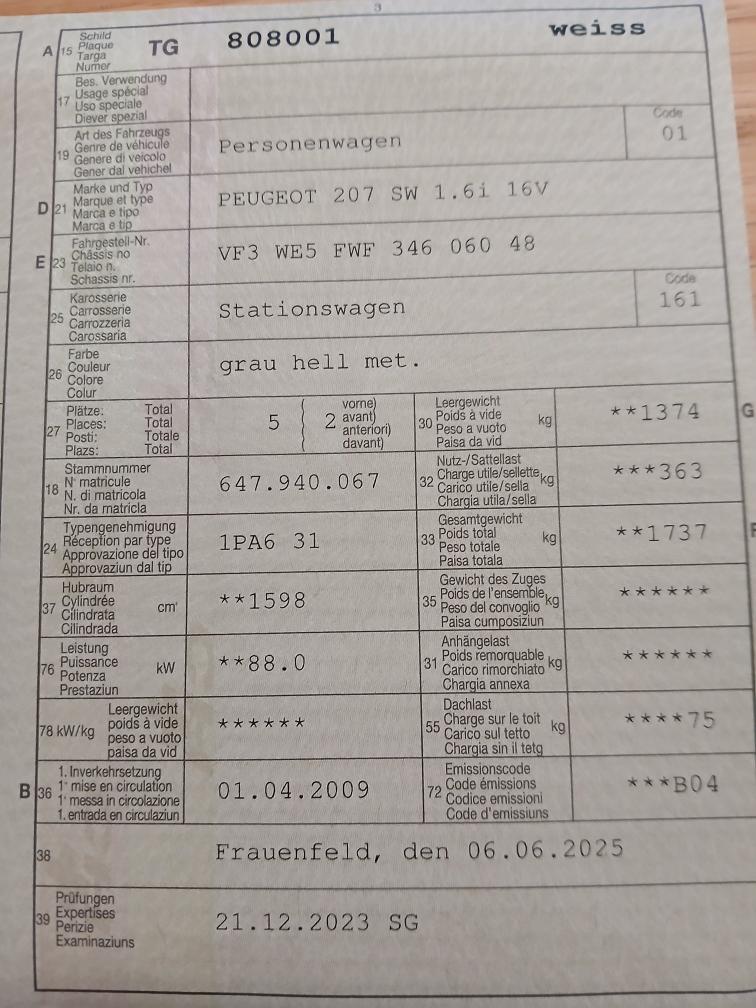 3
A 15 Schild TG 808001 weiss
Plaque
Targa
Numer
17 Bes. Verwendung
Usage spécial
Uso speciale
Diever spezial
19 Art des Fahrzeugs Personenwagen Code 01
Genre de véhicule
Genere di veicolo
Gener dal vehichel
D 21 Marke und Typ PEUGEOT 207 SW 1.6i 16V
Marque et type
Marca e tipo
Marca e tip
E 23 Fahrgestell-Nr. VF3 WE5 FWF 346 060 48
Châssis no
Telaio n.
Schassis nr.
25 Karosserie Stationswagen Code 161
Carrosserie
Carrozzeria
Carossaria
26 Farbe grau hell met.
Couleur
Colore
Colur
27 Plätze: Total 5 2 vorne)
Places: Total avant)
Posti: Totale anteriori)
Plazs: Total davant)
30 Leergewicht kg **1374 G
Poids à vide
Peso a vuoto
Paisa da vid
18 Stammnummer 647.940.067
N° matricule
N. di matricola
Nr. da matricla
32 Nutz-/Sattellast kg ***363
Charge utile/sellette
Carico utile/sella
Chargia utila/sella
24 Typengenehmigung 1PA6 31
Réception par type
Approvazione del tipo
Approvaziun dal tip
33 Gesamtgewicht kg **1737
Poids total
Peso totale
Paisa totala
37 Hubraum cm³ **1598
Cylindrée
Cilindrata
Cilindrada
35 Gewicht des Zuges kg ******
Poids de l'ensemble
Peso del convoglio
Paisa cumposiziun
76 Leistung kW **88.0
Puissance
Potenza
Prestaziun
31 Anhängelast kg ******
Poids remorquable
Carico rimorchiato
Chargia annexa
78 kW/kg Leergewicht ******
poids à vide
peso a vuoto
paisa da vid
55 Dachlast kg ****75
Charge sur le toit
Carico sul tetto
Chargia sin il tetg
B 36 1. Inverkehrsetzung 01.04.2009
1ʳᵉ mise en circulation
1ª messa in circolazione
1. entrada en circulaziun
72 Emissionscode ***B04
Code émissions
Codice emissioni
Code d'emissiuns
38 Frauenfeld, den 06.06.2025
39 Prüfungen 21.12.2023 SG
Expertises
Perizie
Examinaziuns